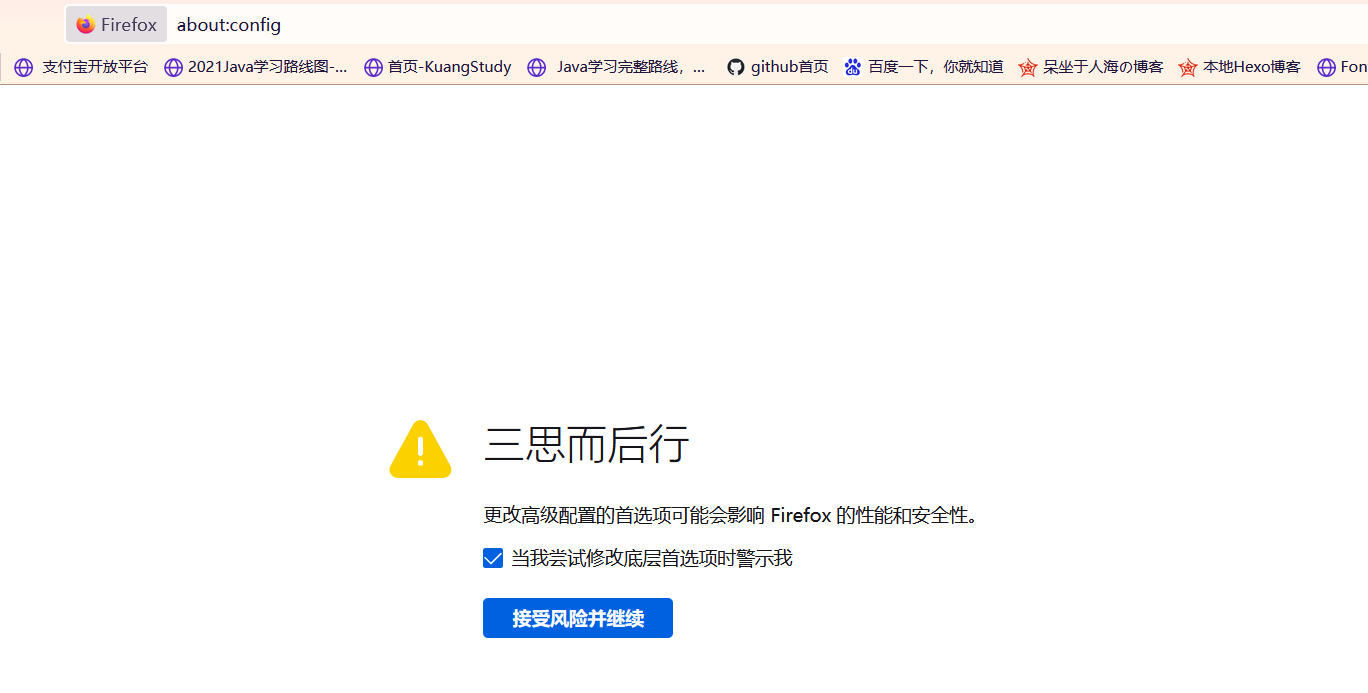 Firefox about:config
支付宝开放平台 2021Java学习路线图-... 首页-KuangStudy Java学习完整路线，... github首页 百度一下，你就知道 呆坐于人海の博客 本地Hexo博客 Fon
三思而后行
更改高级配置的首选项可能会影响 Firefox 的性能和安全性。
当我尝试修改底层首选项时警示我
接受风险并继续